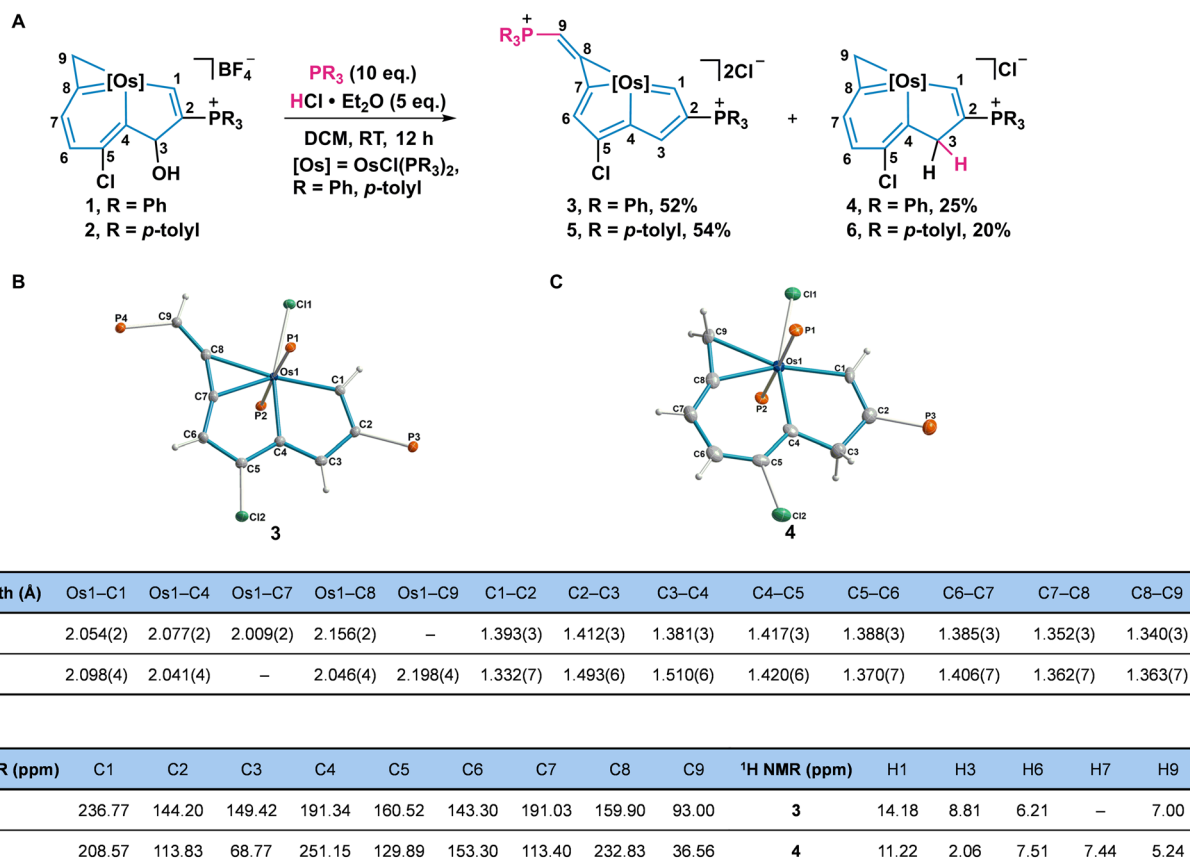 A
9
8
7
6
5
4
3
2
1
[Os]
Cl
OH
+
PR3
BF4−
1, R = Ph
2, R = p-tolyl
PR3 (10 eq.)
HCl • Et2O (5 eq.)
DCM, RT, 12 h
[Os] = OsCl(PR3)2,
R = Ph, p-tolyl
+
R3P
9
8
7
6
5
4
3
2
1
[Os]
Cl
+
PR3
2Cl−
3, R = Ph, 52%
5, R = p-tolyl, 54%
+
9
8
7
6
5
4
3
2
1
[Os]
Cl
H
H
+
PR3
Cl−
4, R = Ph, 25%
6, R = p-tolyl, 20%
B
P4
C9
Cl1
P1
C8
Os1
C1
C7
P2
C2
C6
C4
P3
C5
C3
Cl2
3
C
Cl1
C9
P1
Os1
C1
C8
P2
C2
C7
P3
C4
C6
C5
C3
Cl2
4
th (Å) Os1–C1 Os1–C4 Os1–C7 Os1–C8 Os1–C9 C1–C2 C2–C3 C3–C4 C4–C5 C5–C6 C6–C7 C7–C8 C8–C9
2.054(2) 2.077(2) 2.009(2) 2.156(2) – 1.393(3) 1.412(3) 1.381(3) 1.417(3) 1.388(3) 1.385(3) 1.352(3) 1.340(3)
2.098(4) 2.041(4) – 2.046(4) 2.198(4) 1.332(7) 1.493(6) 1.510(6) 1.420(6) 1.370(7) 1.406(7) 1.362(7) 1.363(7)
R (ppm) C1 C2 C3 C4 C5 C6 C7 C8 C9 1H NMR (ppm) H1 H3 H6 H7 H9
236.77 144.20 149.42 191.34 160.52 143.30 191.03 159.90 93.00 3 14.18 8.81 6.21 – 7.00
208.57 113.83 68.77 251.15 129.89 153.30 113.40 232.83 36.56 4 11.22 2.06 7.51 7.44 5.24